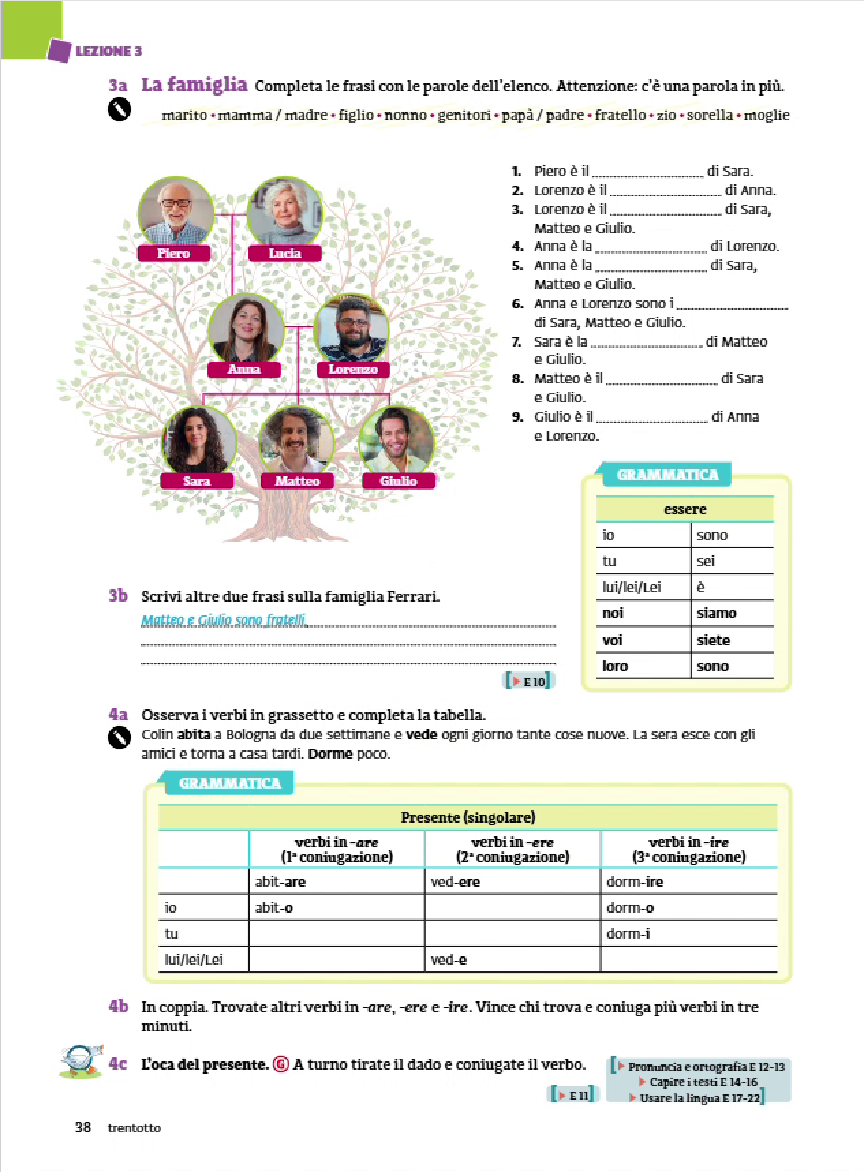 LEZIONE 3
3a La famiglia Completa le frasi con le parole dell'elenco. Attenzione: c'è una parola in più.
marito • mamma / madre • figlio • nonno • genitori • papà / padre • fratello • zio • sorella • moglie
Piero Lucia
Anna Lorenzo
Sara Matteo Giulio
1. Piero è il di Sara.
2. Lorenzo è il di Anna.
3. Lorenzo è il di Sara,
Matteo e Giulio.
4. Anna è la di Lorenzo.
5. Anna è la di Sara,
Matteo e Giulio.
6. Anna e Lorenzo sono i
di Sara, Matteo e Giulio.
7. Sara è la di Matteo
e Giulio.
8. Matteo è il di Sara
e Giulio.
9. Giulio è il di Anna
e Lorenzo.
GRAMMATICA
essere
io sono
tu sei
lui/lei/Lei è
noi siamo
voi siete
loro sono
3b Scrivi altre due frasi sulla famiglia Ferrari.
Matteo e Giulio sono fratelli.
E 10
4a Osserva i verbi in grassetto e completa la tabella.
Colin abita a Bologna da due settimane e vede ogni giorno tante cose nuove. La sera esce con gli
amici e torna a casa tardi. Dorme poco.
GRAMMATICA
Presente (singolare)
verbi in -are verbi in -ere verbi in -ire
(1ª coniugazione) (2ª coniugazione) (3ª coniugazione)
abit-are ved-ere dorm-ire
io abit-o dorm-o
tu dorm-i
lui/lei/Lei ved-e
4b In coppia. Trovate altri verbi in -are, -ere e -ire. Vince chi trova e coniuga più verbi in tre
minuti.
4c L'oca del presente. G A turno tirate il dado e coniugate il verbo.
E 11
Pronuncia e ortografia E 12-13
Capire i testi E 14-16
Usare la lingua E 17-22
38 trentotto